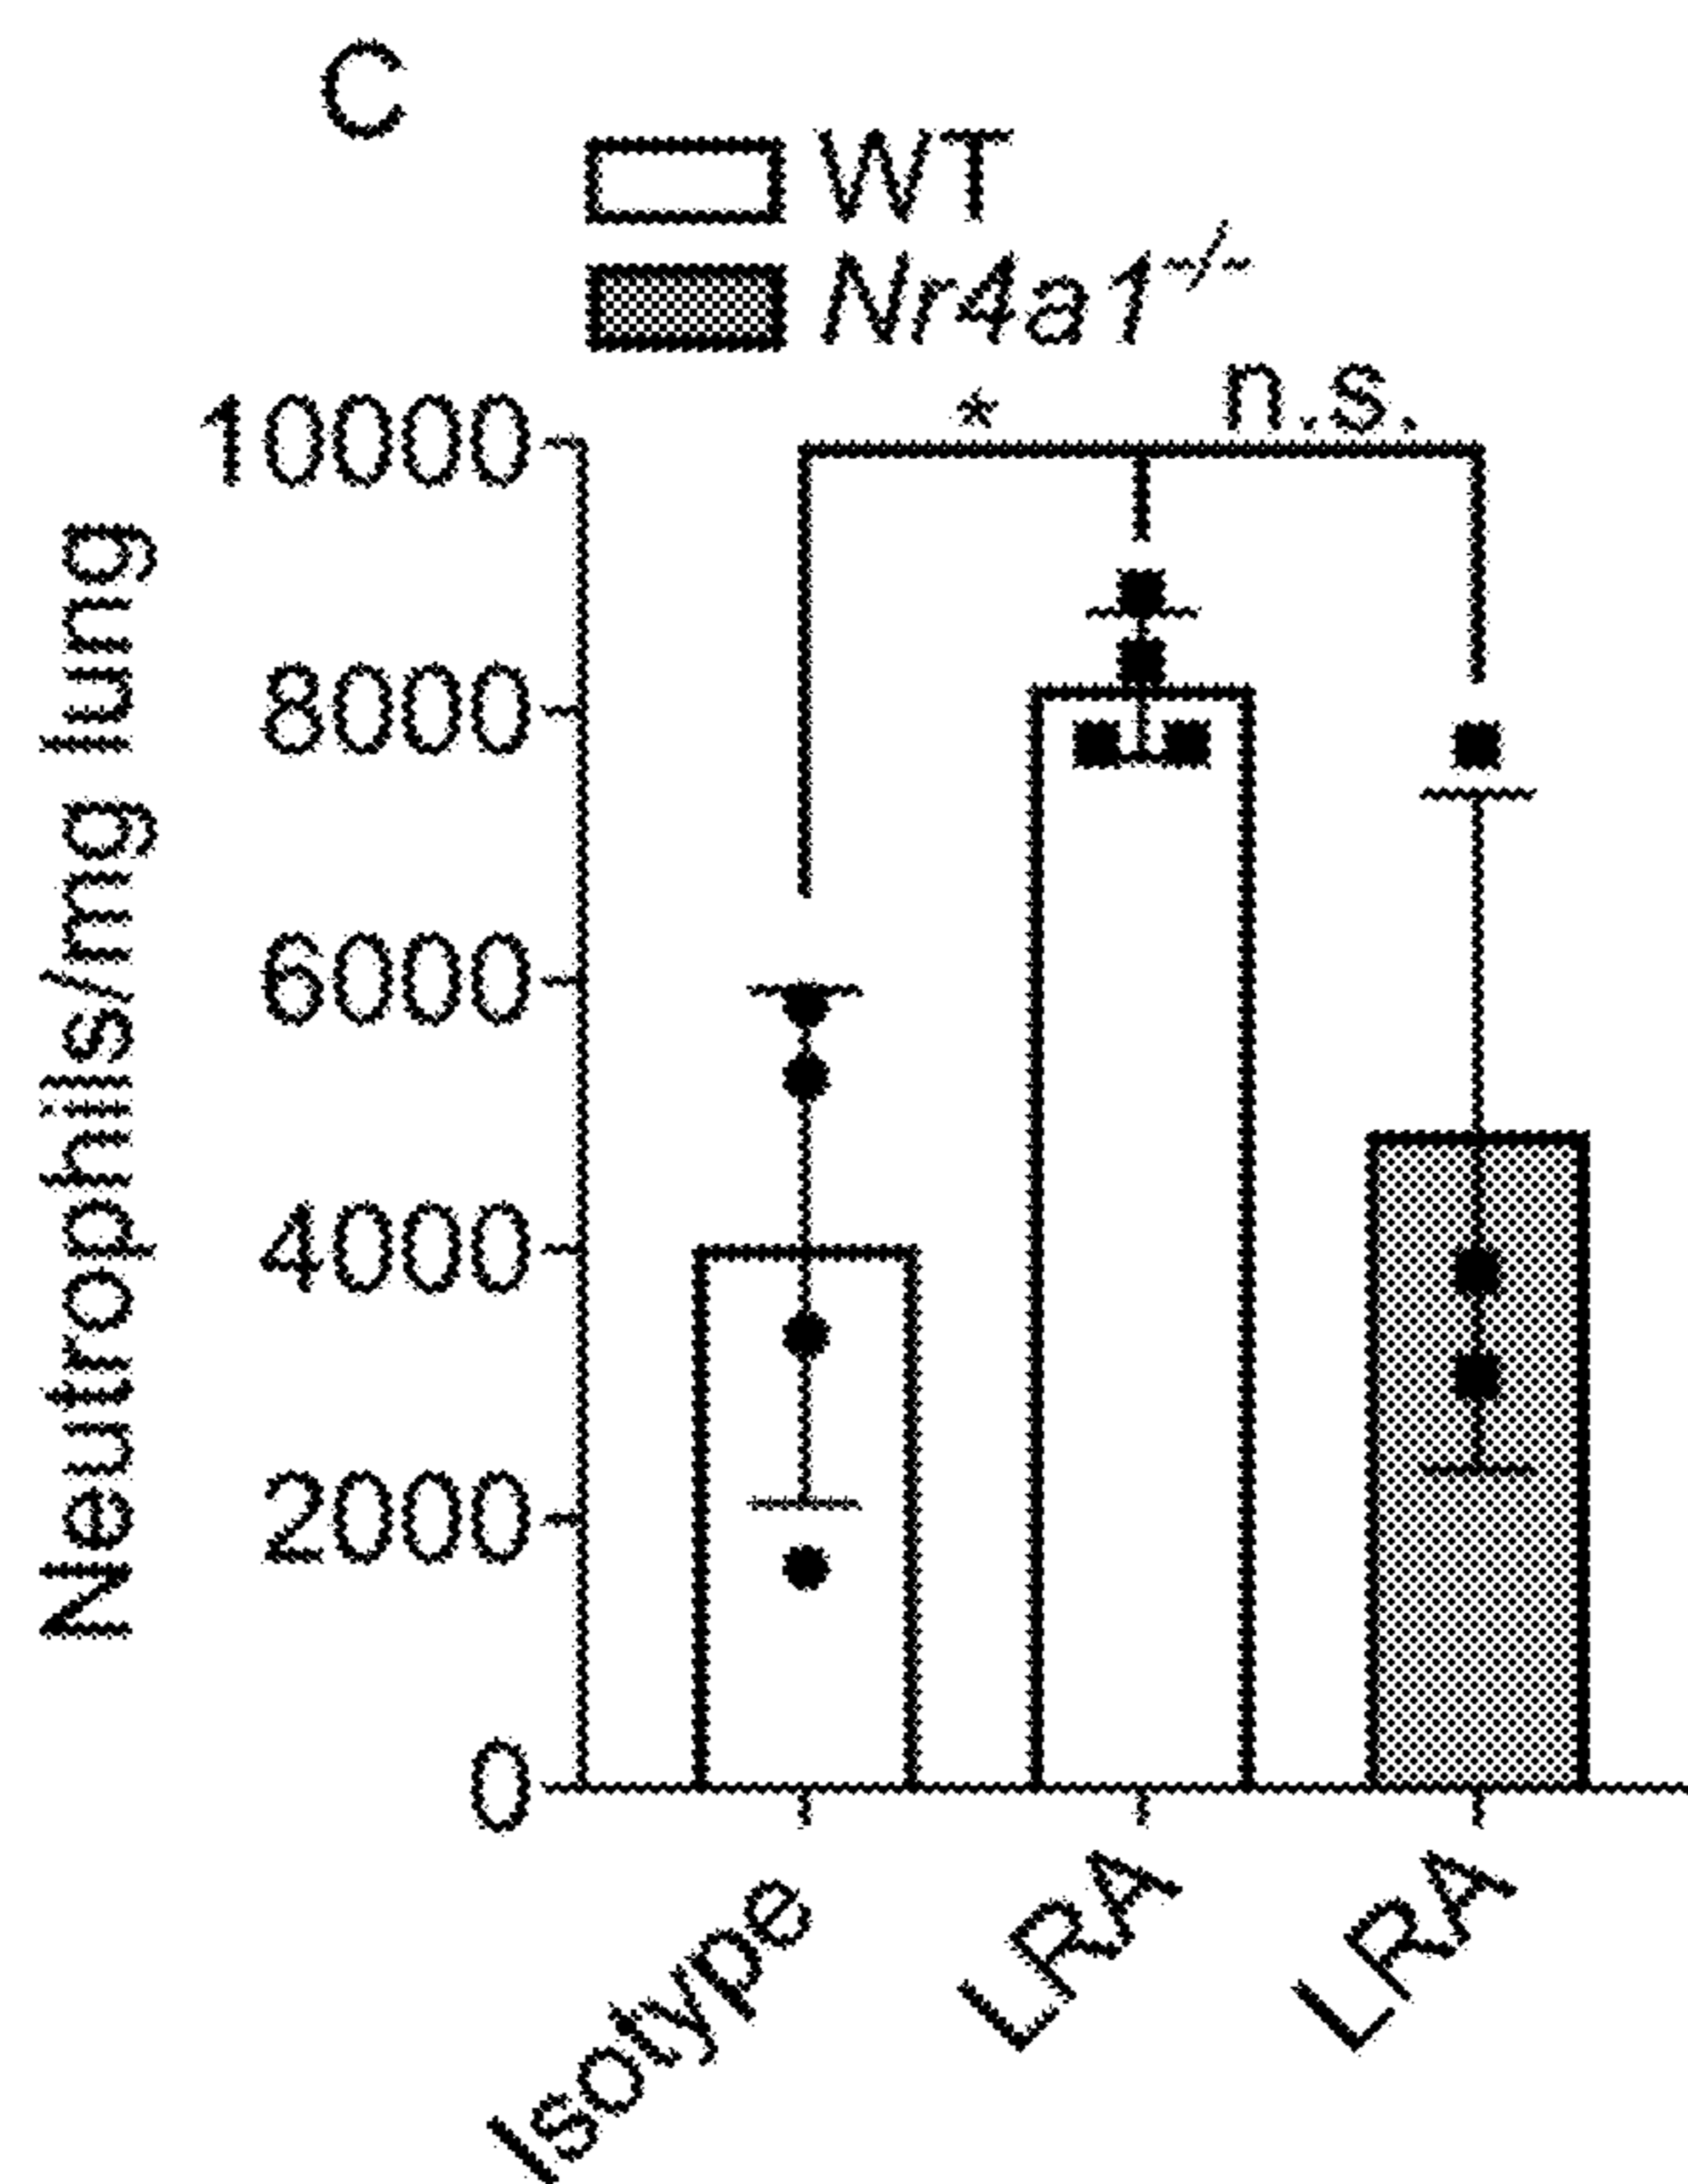 C
WT
Nr4a1−/−
* n.s.
10000
8000
6000
4000
2000
0
Neutrophils/mg lung
Isotype
LRA
LRA